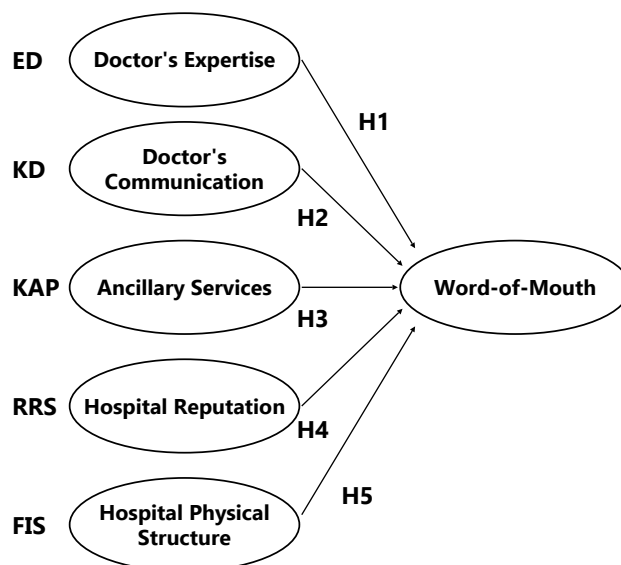 ED
Doctor's Expertise
H1
KD
Doctor's
Communication
H2
KAP
Ancillary Services
H3
Word-of-Mouth
RRS
Hospital Reputation
H4
FIS
Hospital Physical
Structure
H5